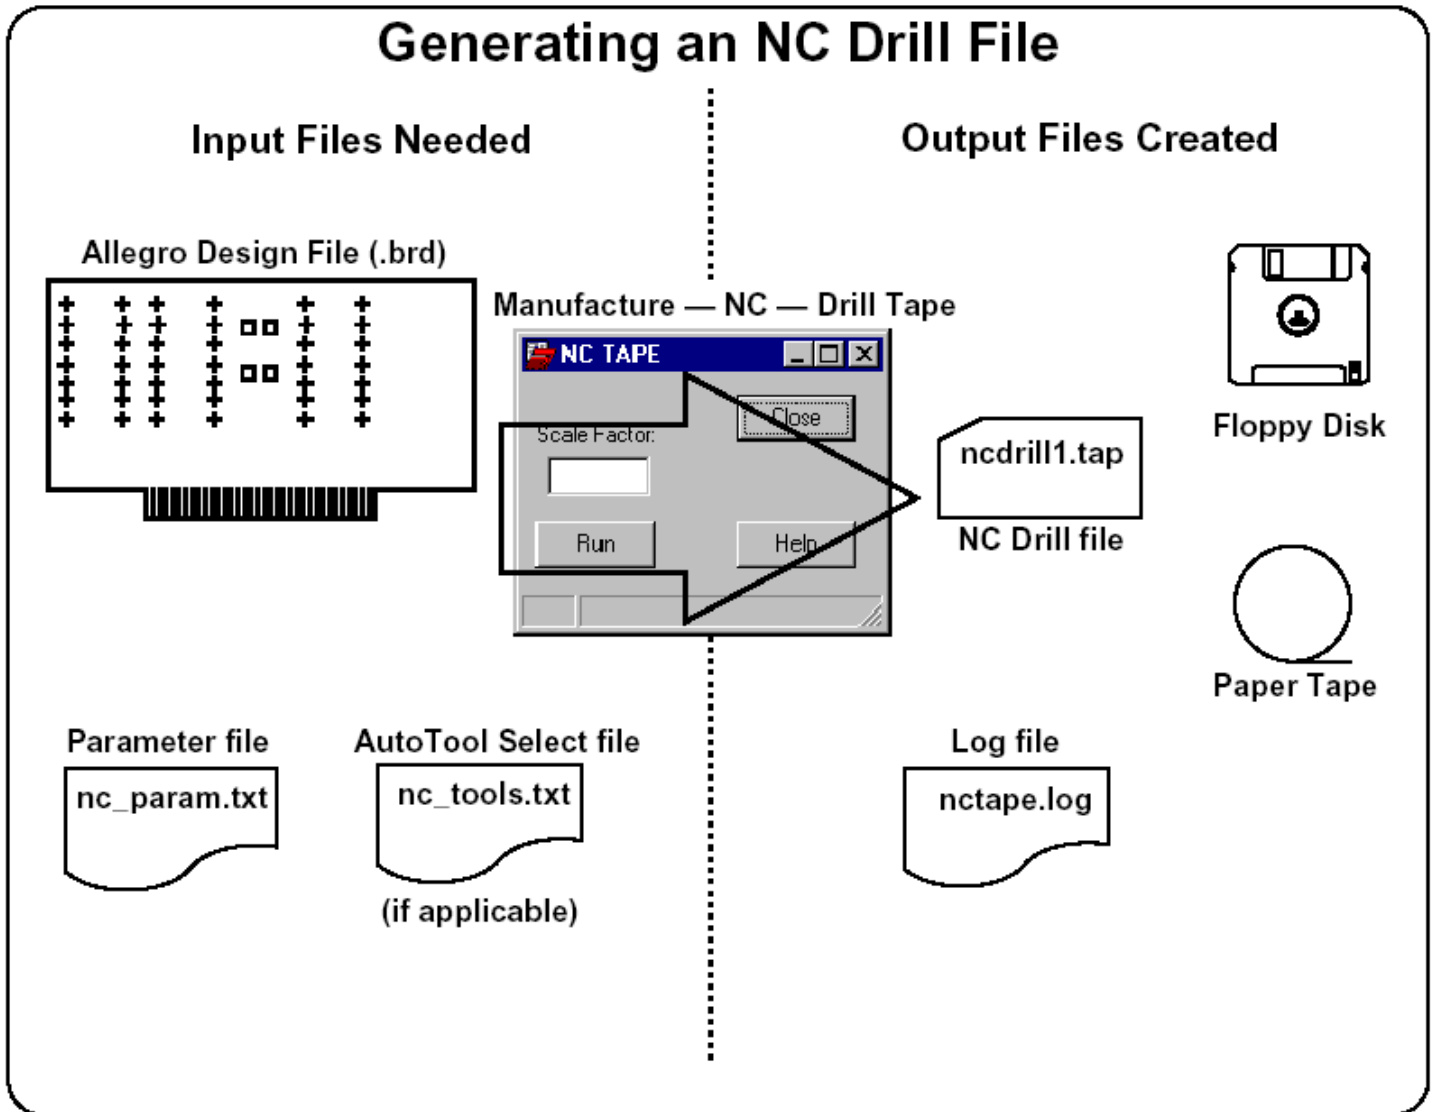 Generating an NC Drill File
Input Files Needed
Output Files Created
Allegro Design File (.brd)
Manufacture — NC — Drill Tape
NC TAPE
Close
Scale Factor:
Run
Help
ncdrill1.tap
NC Drill file
Floppy Disk
Paper Tape
Parameter file
nc_param.txt
AutoTool Select file
nc_tools.txt
(if applicable)
Log file
nctape.log